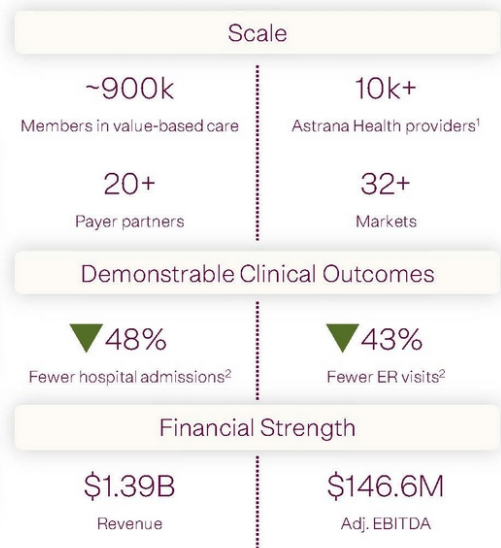 Scale
~900k
10k+
Members in value-based care
Astrana Health providers¹
20+
32+
Payer partners
Markets
Demonstrable Clinical Outcomes
▼48%
▼43%
Fewer hospital admissions²
Fewer ER visits²
Financial Strength
$1.39B
$146.6M
Revenue
Adj. EBITDA